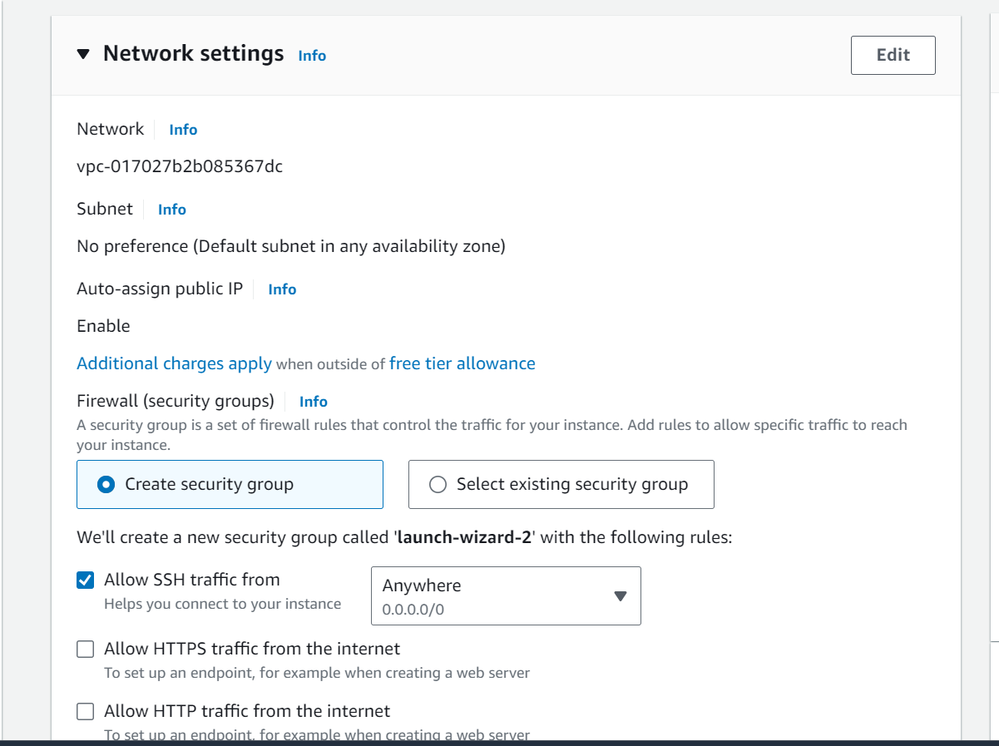 Network settings Info
Edit
Network Info
vpc-017027b2b085367dc
Subnet Info
No preference (Default subnet in any availability zone)
Auto-assign public IP Info
Enable
Additional charges apply when outside of free tier allowance
Firewall (security groups) Info
A security group is a set of firewall rules that control the traffic for your instance. Add rules to allow specific traffic to reach
your instance.
Create security group
Select existing security group
We'll create a new security group called 'launch-wizard-2' with the following rules:
Allow SSH traffic from
Helps you connect to your instance
Anywhere
0.0.0.0/0
Allow HTTPS traffic from the internet
To set up an endpoint, for example when creating a web server
Allow HTTP traffic from the internet
To set up an endpoint, for example when creating a web server